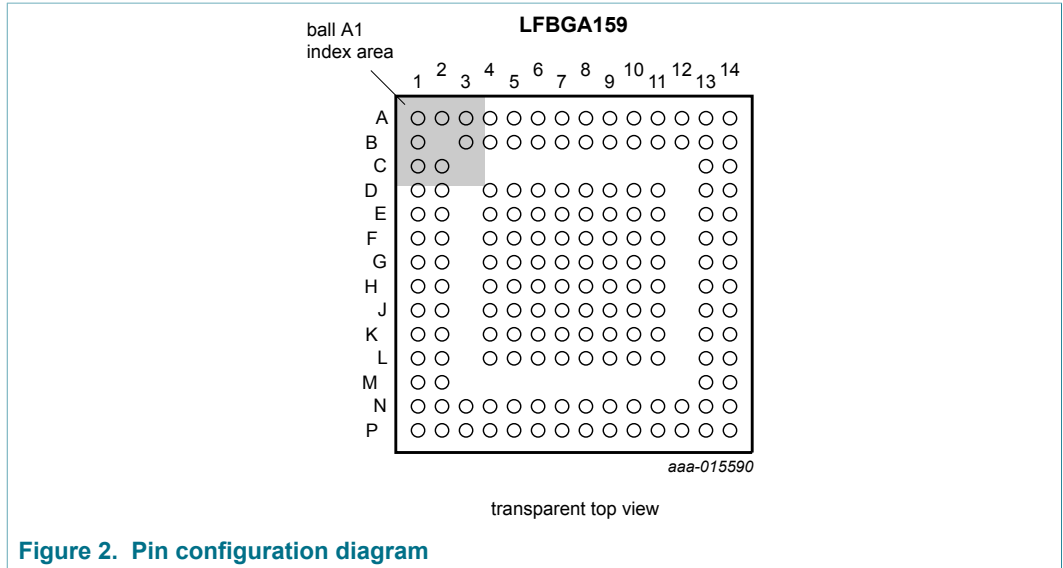 LFBGA159
ball A1
index area
1 2 3 4 5 6 7 8 9 10 11 12 13 14
A
B
C
D
E
F
G
H
J
K
L
M
N
P
aaa-015590
transparent top view
Figure 2. Pin configuration diagram